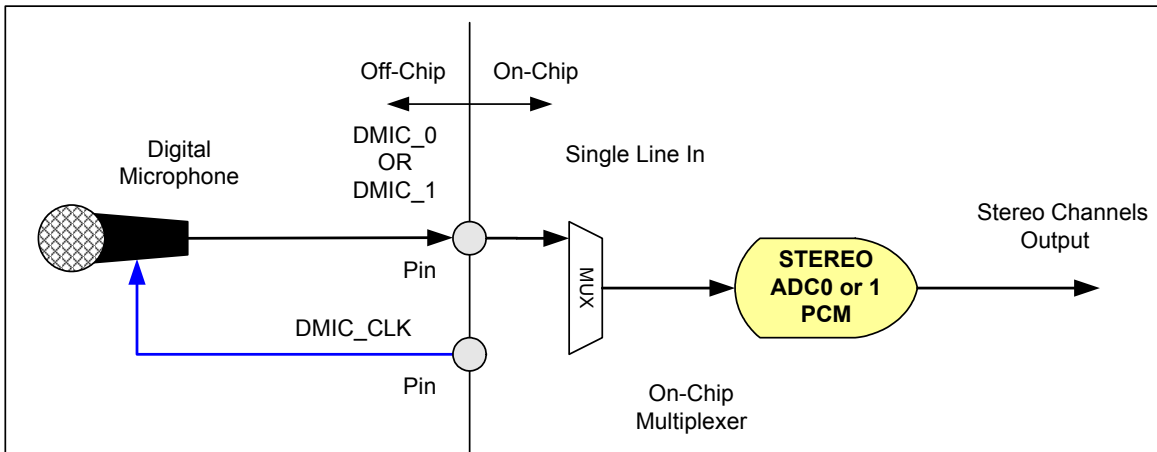 Off-Chip
On-Chip
DMIC_0
OR
DMIC_1
Single Line In
Digital
Microphone
Stereo Channels
Output
Pin
MUX
STEREO
ADC0 or 1
PCM
DMIC_CLK
Pin
On-Chip
Multiplexer